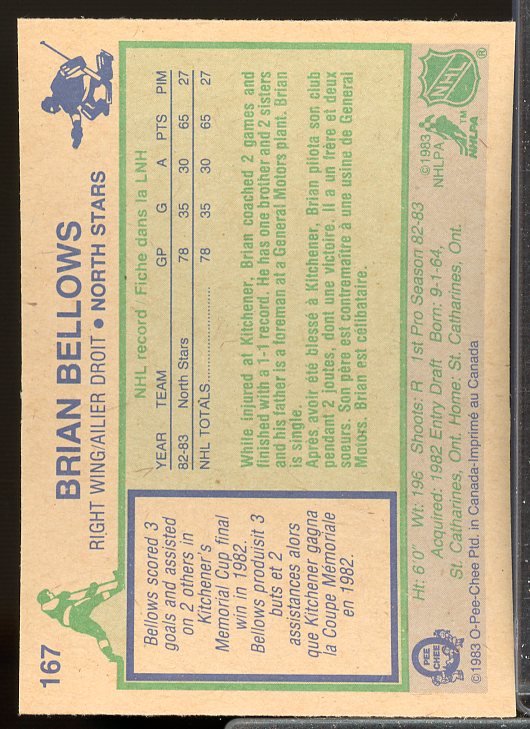 167
BRIAN BELLOWS
RIGHT WING/AILIER DROIT • NORTH STARS
Bellows scored 3
goals and assisted
on 2 others in
Kitchener's
Memorial Cup final
win in 1982.
Bellows produisit 3
buts et 2
assistances alors
que Kitchener gagna
la Coupe Mémoriale
en 1982.
NHL record / Fiche dans la LNH
YEAR TEAM GP G A PTS PIM
82-83 North Stars 78 35 30 65 27
NHL TOTALS.................... 78 35 30 65 27
While injured at Kitchener, Brian coached 2 games and
finished with a 1-1 record. He has one brother and 2 sisters
and his father is a foreman at a General Motors plant. Brian
is single.
Après avoir été blessé à Kitchener, Brian pilota son club
pendant 2 joutes, dont une victoire. Il a un frère et deux
soeurs. Son père est contremaître à une usine de General
Motors. Brian est célibataire.
Ht: 6'0" Wt: 196 Shoots: R 1st Pro Season 82-83
Acquired: 1982 Entry Draft Born: 9-1-64,
St. Catharines, Ont. Home: St. Catharines, Ont.
O PEE CHEE
©1983 O-Pee-Chee Ptd. in Canada-Imprimé au Canada
©1983
NHLPA
NHLPA™
NHL ®